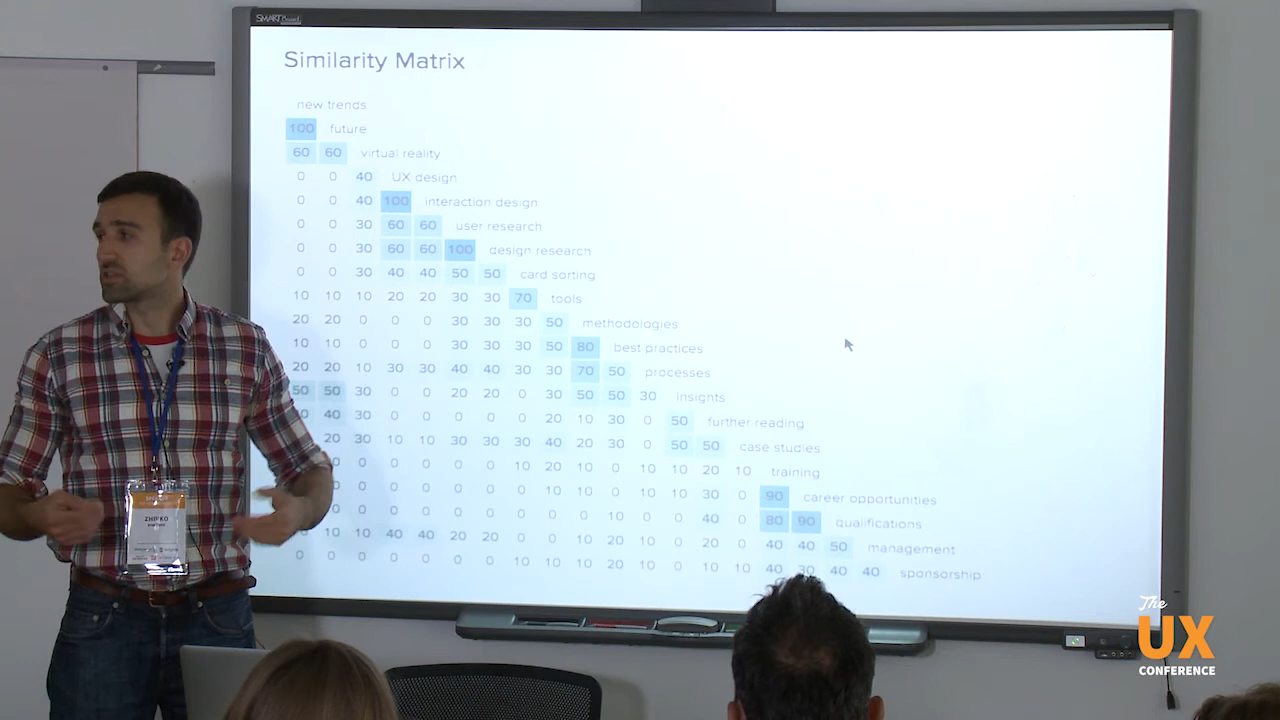 SMART Board
Similarity Matrix
new trends
100 future
60 60 virtual reality
0 0 40 UX design
0 0 40 100 interaction design
0 0 30 60 60 user research
0 0 30 60 60 100 design research
0 0 30 40 40 50 50 card sorting
10 10 10 20 20 30 30 70 tools
20 20 0 0 0 30 30 30 50 methodologies
10 10 0 0 0 30 30 30 50 80 best practices
20 20 10 30 30 40 40 30 30 70 50 processes
50 50 30 0 0 20 20 0 30 50 50 30 insights
40 30 0 0 0 0 0 20 10 30 0 50 further reading
20 30 10 10 30 30 30 40 20 30 0 50 50 case studies
0 0 0 0 0 0 10 20 10 0 10 10 20 10 training
0 0 0 0 0 0 0 10 10 0 10 10 30 0 90 career opportunities
0 0 0 0 0 0 0 0 0 10 0 0 40 0 80 90 qualifications
10 10 40 40 20 20 0 0 10 20 10 0 20 0 40 40 50 management
0 0 0 0 0 0 0 10 10 10 20 10 0 10 10 40 30 40 40 sponsorship
ZHIVKO
The
UX
CONFERENCE